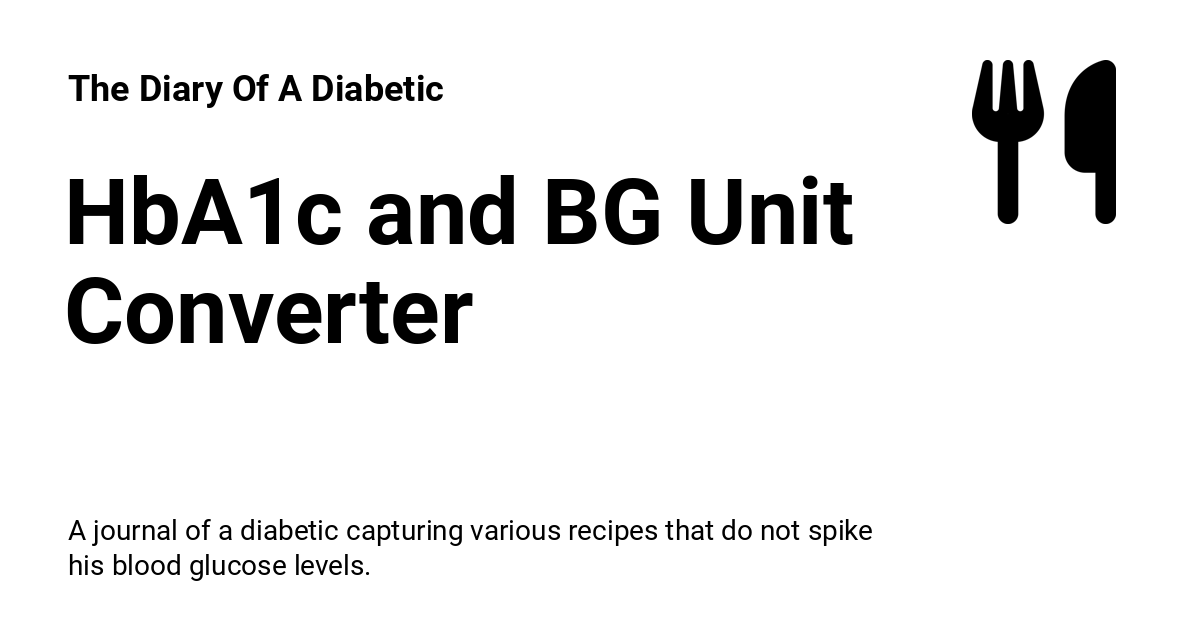 The Diary Of A Diabetic
HbA1c and BG Unit
Converter
A journal of a diabetic capturing various recipes that do not spike
his blood glucose levels.